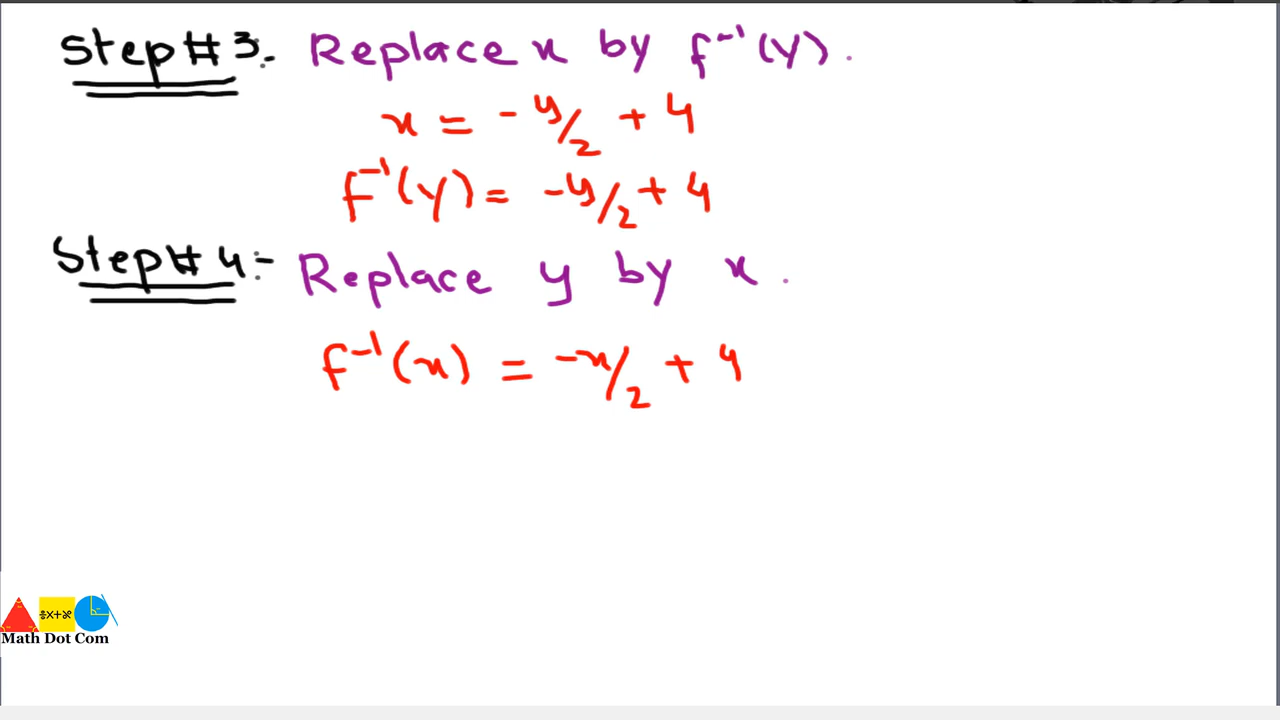 Step# 3:- Replace x by f⁻¹(y).
x = -y/2 + 4
f⁻¹(y) = -y/2 + 4
Step# 4:- Replace y by x.
f⁻¹(x) = -x/2 + 4
Math Dot Com